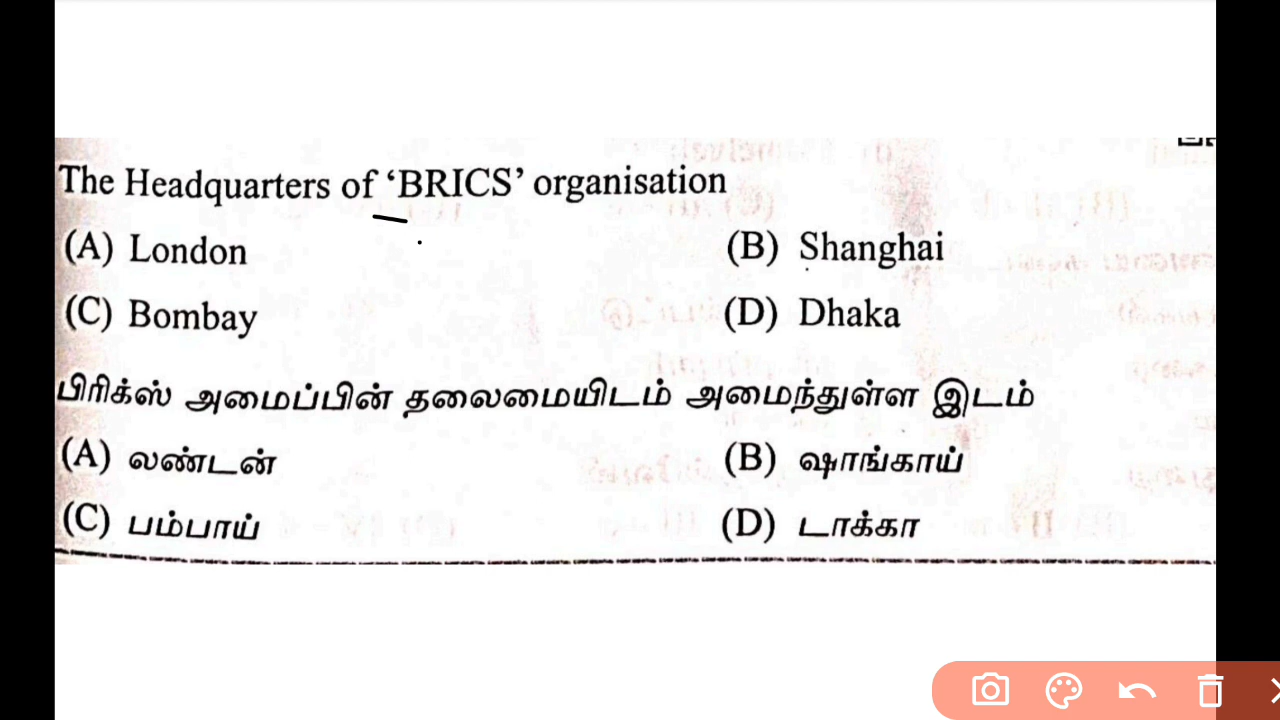 The Headquarters of ‘BRICS’ organisation
(A) London (B) Shanghai
(C) Bombay (D) Dhaka
பிரிக்ஸ் அமைப்பின் தலைமையிடம் அமைந்துள்ள இடம்
(A) லண்டன் (B) ஷாங்காய்
(C) பம்பாய் (D) டாக்கா